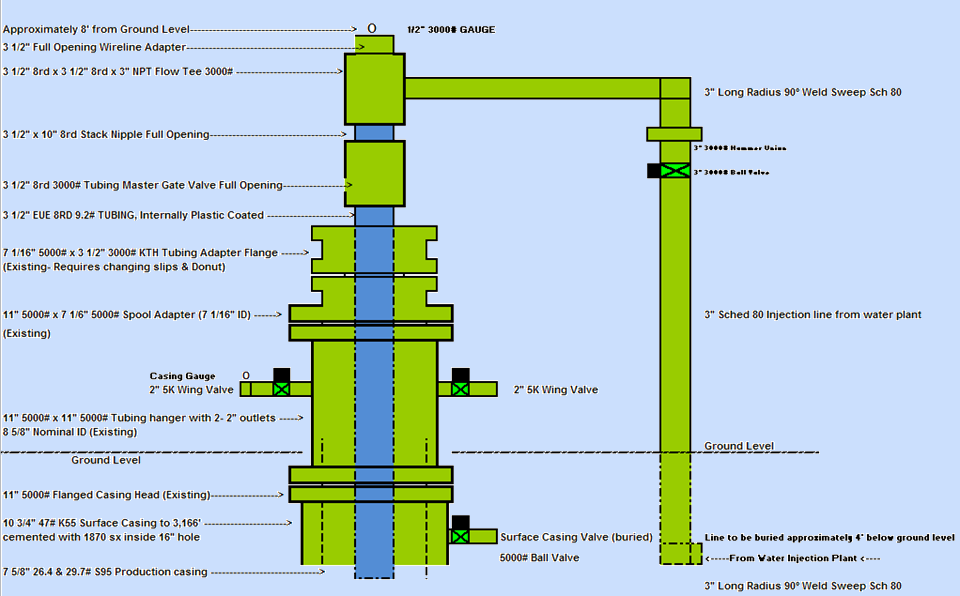 Approximately 8' from Ground Level
O
1/2" 3000# GAUGE
3 1/2" Full Opening Wireline Adapter
3 1/2" 8rd x 3 1/2" 8rd x 3" NPT Flow Tee 3000#
3" Long Radius 90º Weld Sweep Sch 80
3 1/2" x 10" 8rd Stack Nipple Full Opening
3" 3000# Hammer Union
3" 3000# Ball Valve
3 1/2" 8rd 3000# Tubing Master Gate Valve Full Opening
3 1/2" EUE 8RD 9.2# TUBING, Internally Plastic Coated
7 1/16" 5000# x 3 1/2" 3000# KTH Tubing Adapter Flange
(Existing- Requires changing slips & Donut)
11" 5000# x 7 1/6" 5000# Spool Adapter (7 1/16" ID)
(Existing)
3" Sched 80 Injection line from water plant
Casing Gauge
O
2" 5K Wing Valve
2" 5K Wing Valve
11" 5000# x 11" 5000# Tubing hanger with 2- 2" outlets
8 5/8" Nominal ID (Existing)
Ground Level
Ground Level
11" 5000# Flanged Casing Head (Existing)
10 3/4" 47# K55 Surface Casing to 3,166'
cemented with 1870 sx inside 16" hole
Surface Casing Valve (buried)
5000# Ball Valve
Line to be buried approximately 4' below ground level
<-----From Water Injection Plant <----
7 5/8" 26.4 & 29.7# S95 Production casing
3" Long Radius 90º Weld Sweep Sch 80